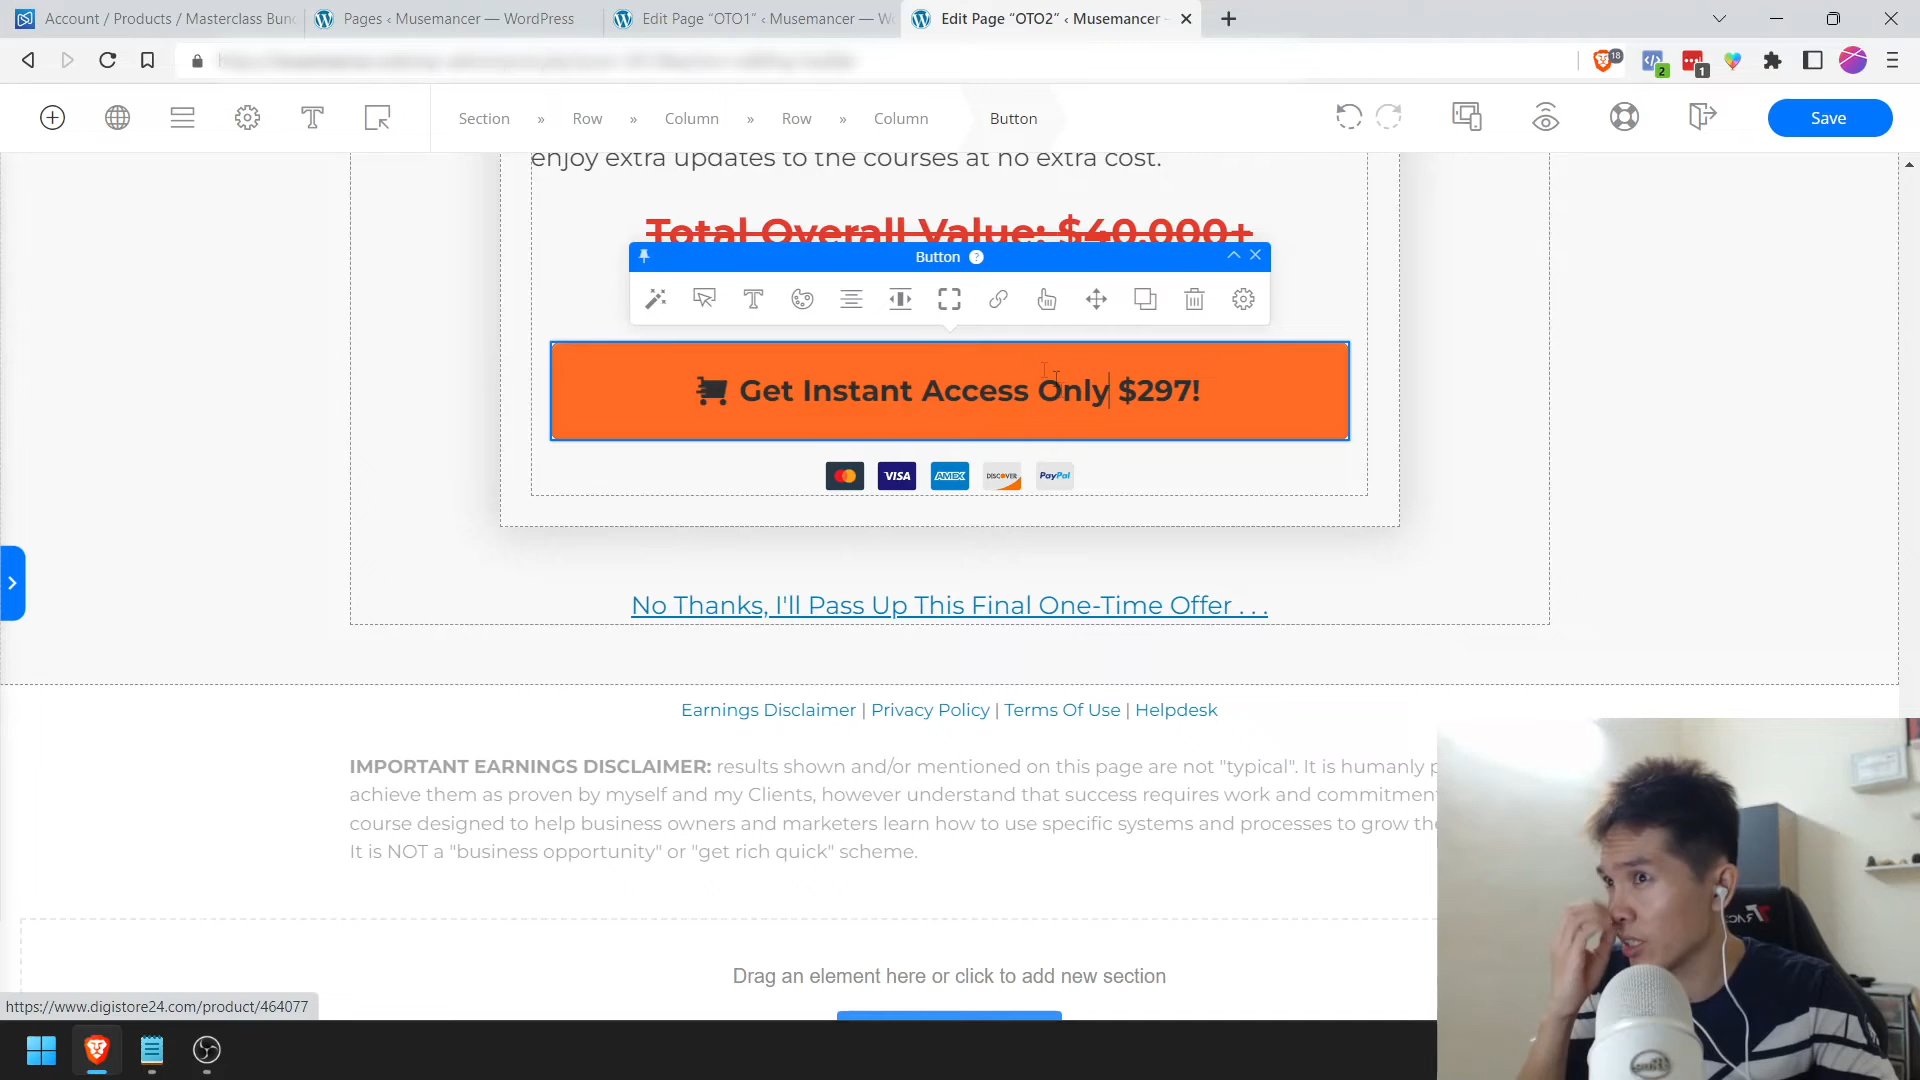 Account / Products / Masterclass Bun
Pages ‹ Musemancer — WordPress
Edit Page “OTO1” ‹ Musemancer — W
Edit Page “OTO2” ‹ Musemancer -
18
2
1
Section » Row » Column » Row » Column Button
Save
enjoy extra updates to the courses at no extra cost.
Total Overall Value: $40,000+
Button ?
Get Instant Access Only $297!
VISA
AMEX
DISCOVER
PayPal
No Thanks, I'll Pass Up This Final One-Time Offer . . .
Earnings Disclaimer | Privacy Policy | Terms Of Use | Helpdesk
IMPORTANT EARNINGS DISCLAIMER: results shown and/or mentioned on this page are not "typical". It is humanly p
achieve them as proven by myself and my Clients, however understand that success requires work and commitment
course designed to help business owners and marketers learn how to use specific systems and processes to grow the
It is NOT a "business opportunity" or "get rich quick" scheme.
Drag an element here or click to add new section
https://www.digistore24.com/product/464077